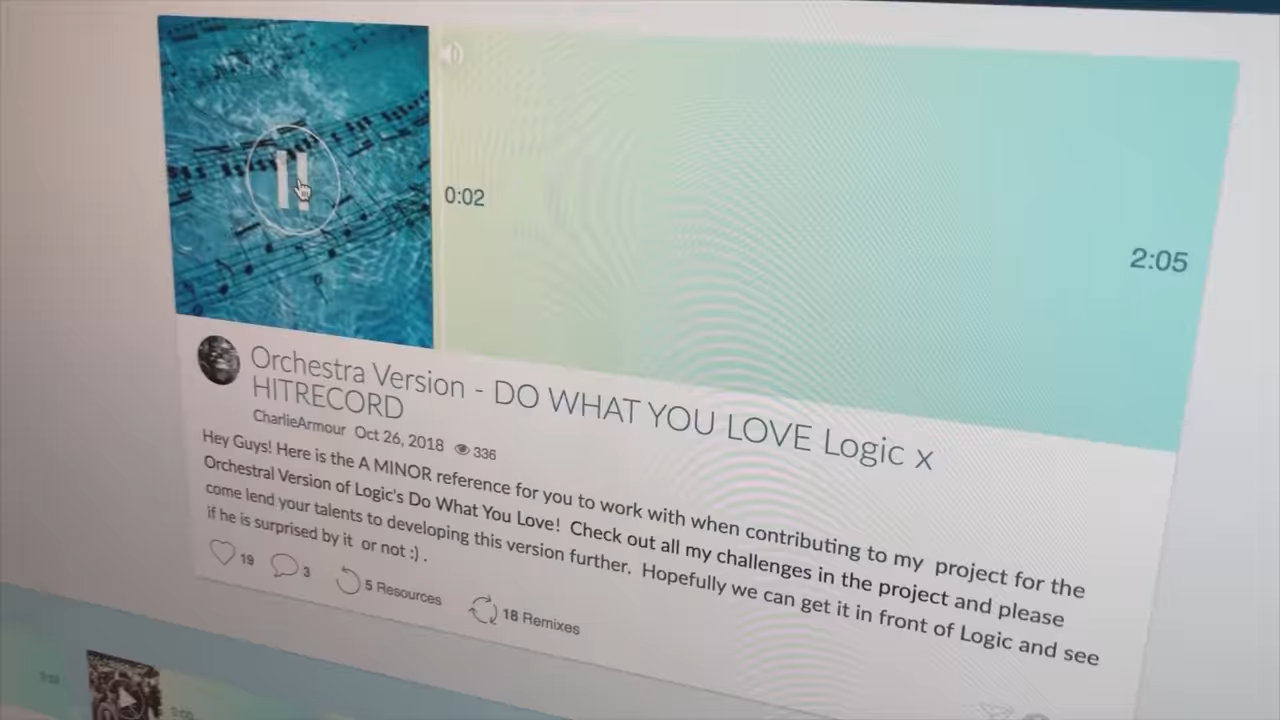 0:02
2:05
Orchestra Version - DO WHAT YOU LOVE Logic x
HITRECORD
CharlieArmour Oct 26, 2018 336
Hey Guys! Here is the A MINOR reference for you to work with when contributing to my project for the
Orchestral Version of Logic's Do What You Love! Check out all my challenges in the project and please
come lend your talents to developing this version further. Hopefully we can get it in front of Logic and see
if he is surprised by it or not :) .
19 3 5 Resources 18 Remixes
0:00